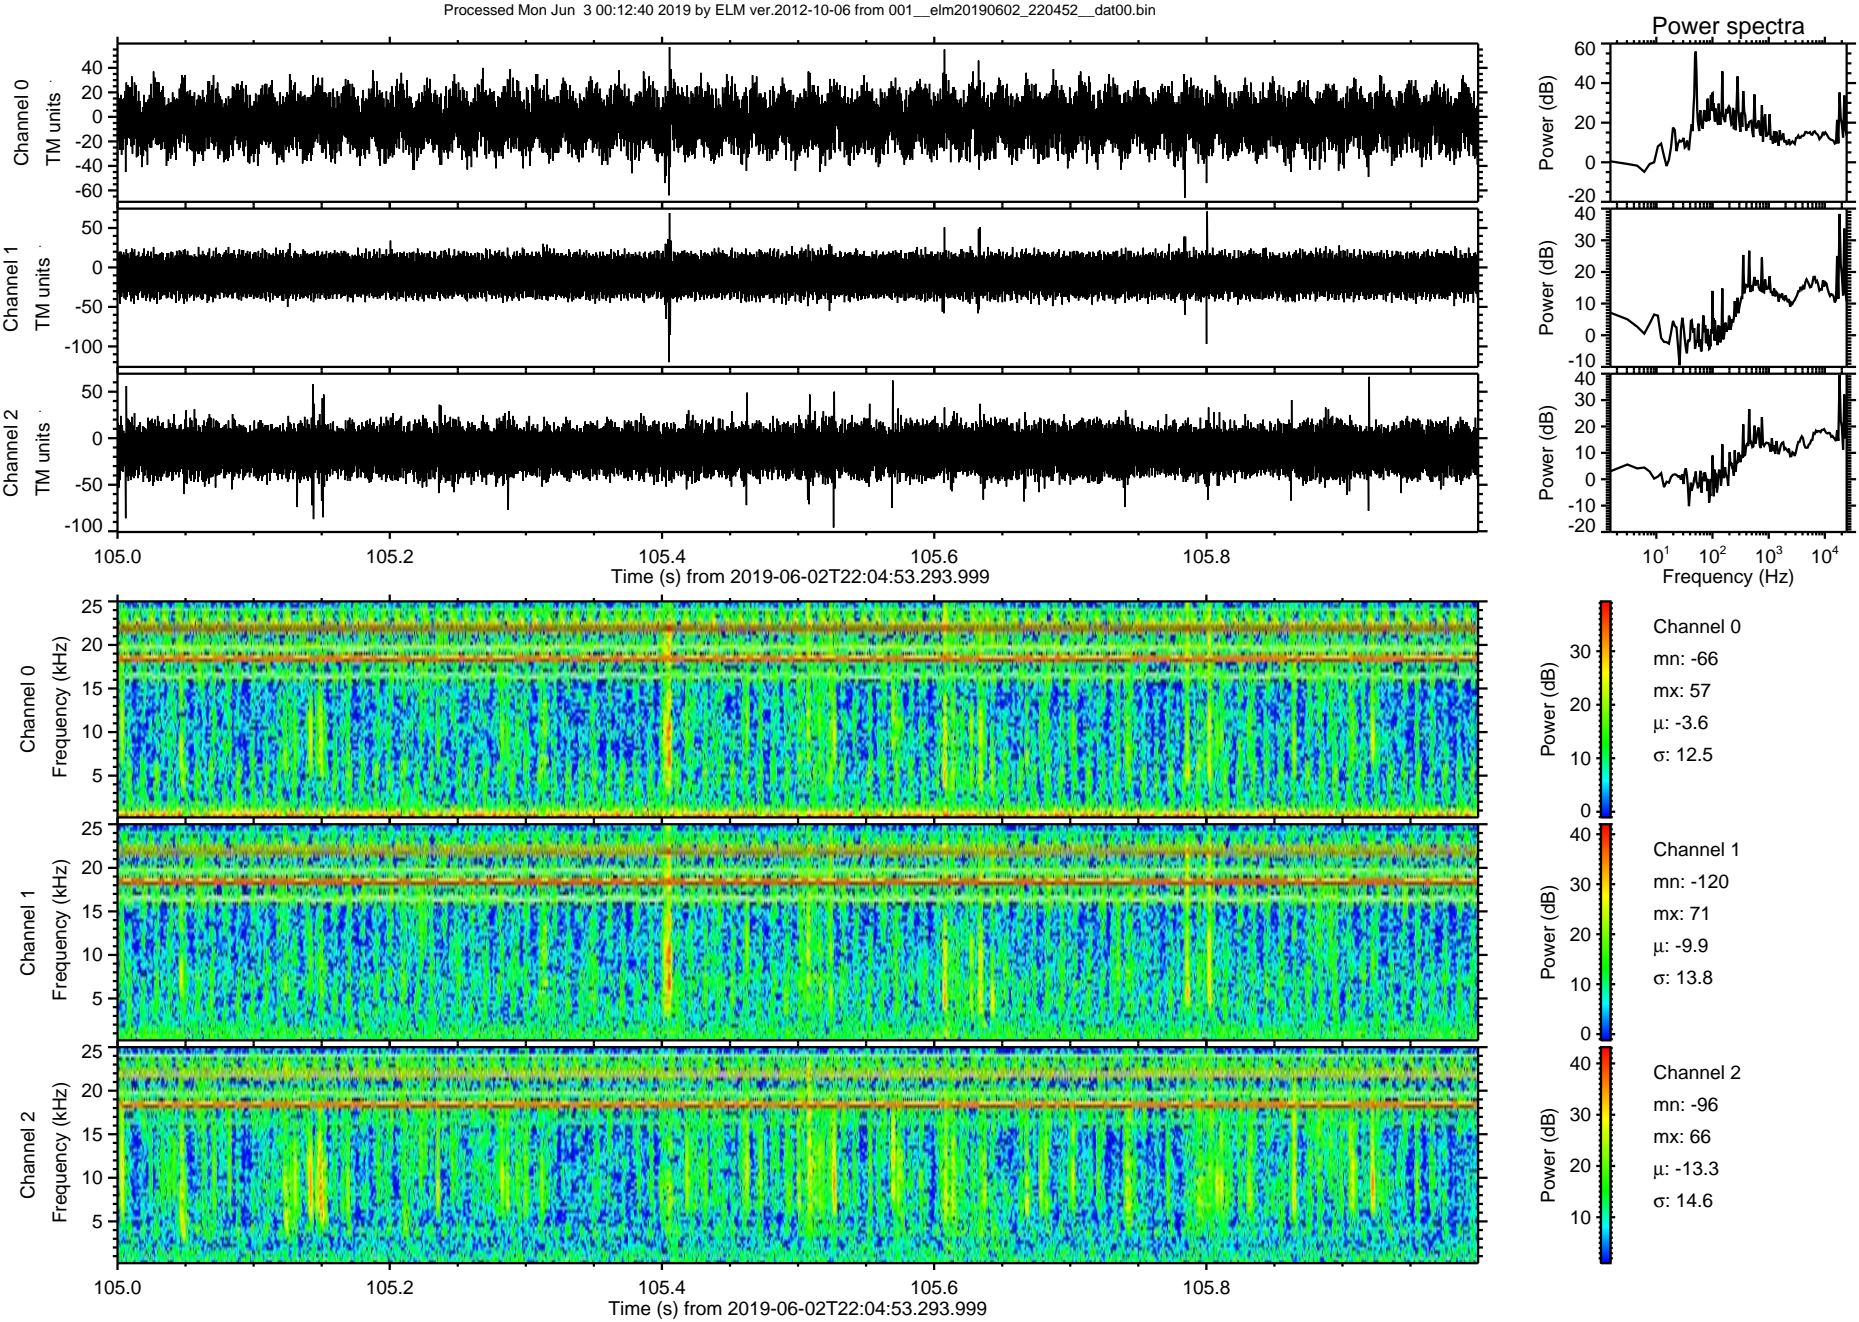 Processed Mon Jun 3 00:12:40 2019 by ELM ver.2012-10-06 from 001__elm20190602_220452__dat00.bin
Power spectra
Channel 0
TM units
40
20
0
-20
-40
-60
Power (dB)
60
40
20
0
-20
Channel 1
TM units
50
0
-50
-100
Power (dB)
40
30
20
10
0
-10
Channel 2
TM units
50
0
-50
-100
Power (dB)
40
30
20
10
0
-10
-20
105.0 105.2 105.4 105.6 105.8
Time (s) from 2019-06-02T22:04:53.293.999
10¹ 10² 10³ 10⁴
Frequency (Hz)
Channel 0
Frequency (kHz)
25
20
15
10
5
Power (dB)
30
20
10
0
Channel 0
mn: -66
mx: 57
μ: -3.6
σ: 12.5
Channel 1
Frequency (kHz)
25
20
15
10
5
Power (dB)
40
30
20
10
0
Channel 1
mn: -120
mx: 71
μ: -9.9
σ: 13.8
Channel 2
Frequency (kHz)
25
20
15
10
5
Power (dB)
40
30
20
10
Channel 2
mn: -96
mx: 66
μ: -13.3
σ: 14.6
105.0 105.2 105.4 105.6 105.8
Time (s) from 2019-06-02T22:04:53.293.999